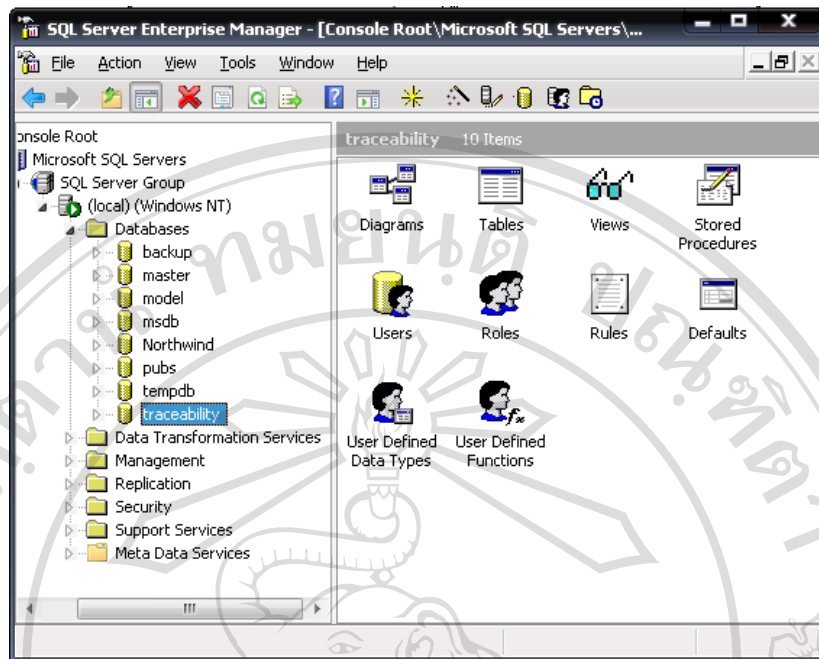 SQL Server Enterprise Manager - [Console Root\Microsoft SQL Servers\...
File Action View Tools Window Help
onsole Root
Microsoft SQL Servers
SQL Server Group
(local) (Windows NT)
Databases
backup
master
model
msdb
Northwind
pubs
tempdb
traceability
Data Transformation Services
Management
Replication
Security
Support Services
Meta Data Services
traceability 10 Items
Diagrams Tables Views Stored Procedures
Users Roles Rules Defaults
User Defined Data Types User Defined Functions